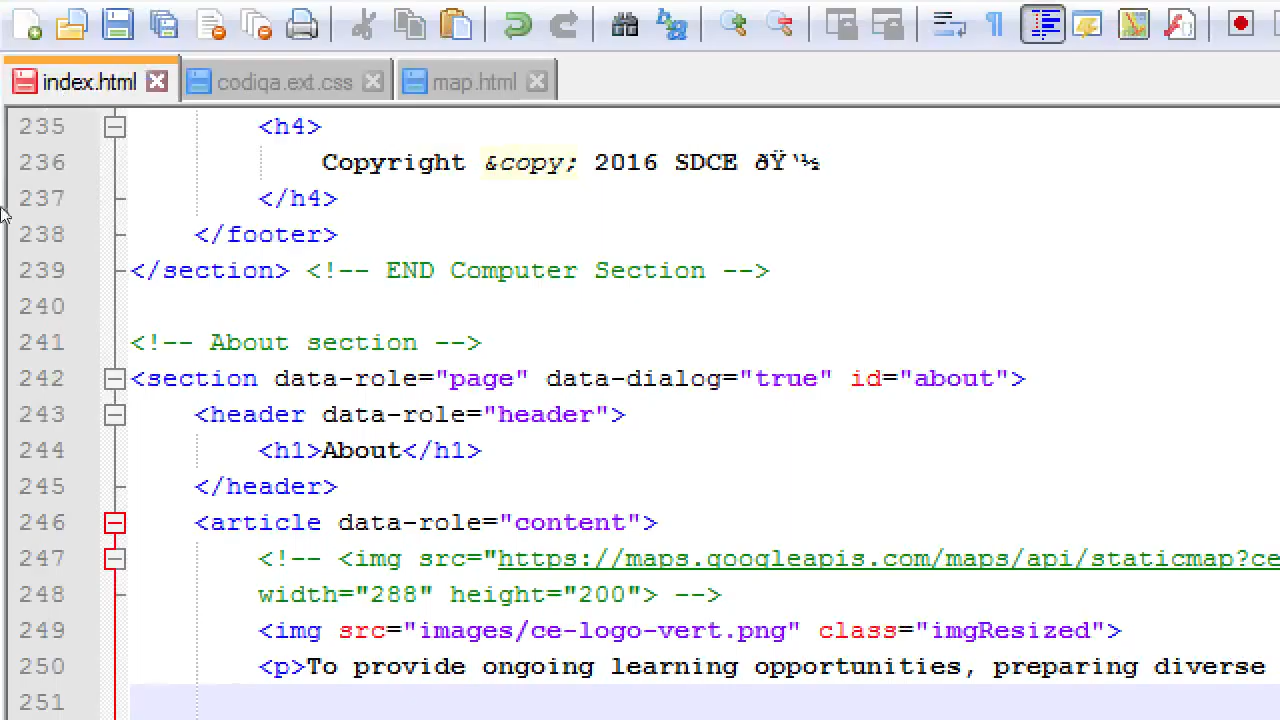 index.html codiqa.ext.css map.html
235 <h4>
236 Copyright &copy; 2016 SDCE ðŸ‘½
237 </h4>
238 </footer>
239 </section> <!-- END Computer Section -->
240
241 <!-- About section -->
242 <section data-role="page" data-dialog="true" id="about">
243 <header data-role="header">
244 <h1>About</h1>
245 </header>
246 <article data-role="content">
247 <!-- <img src="https://maps.googleapis.com/maps/api/staticmap?ce
248 width="288" height="200"> -->
249 <img src="images/ce-logo-vert.png" class="imgResized">
250 <p>To provide ongoing learning opportunities, preparing diverse
251